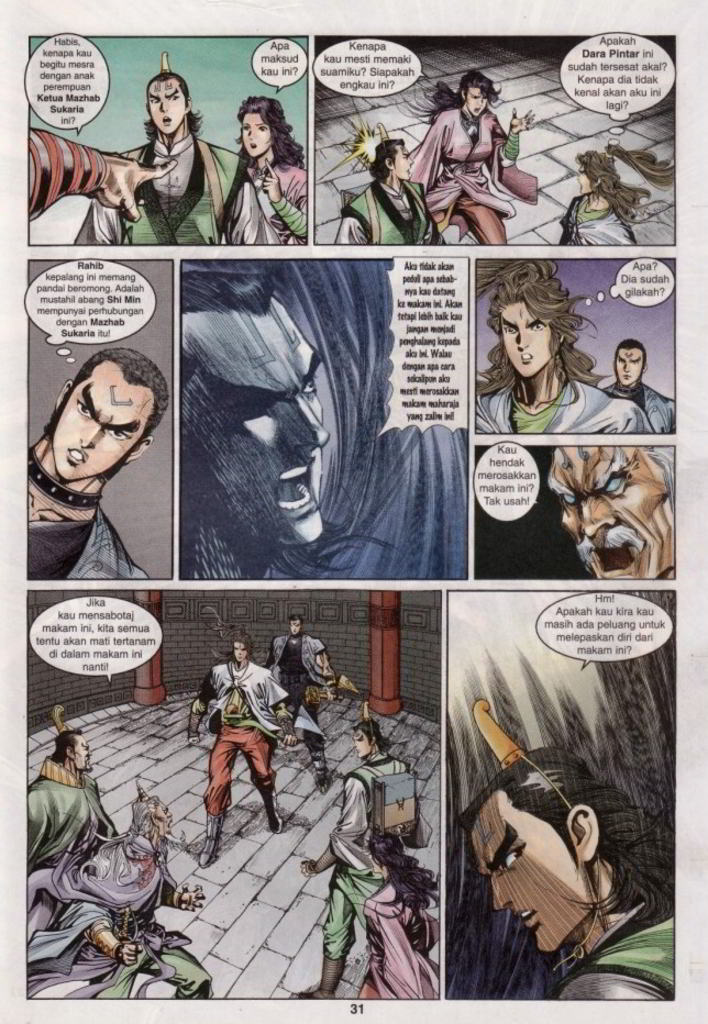 Habis,
kenapa kau
begitu mesra
dengan anak
perempuan
Ketua Mazhab
Sukaria
ini?
Apa
maksud
kau ini?
Kenapa
kau mesti memaki
suamiku? Siapakah
engkau ini?
Apakah
Dara Pintar ini
sudah tersesat akal?
Kenapa dia tidak
kenal akan aku ini
lagi?
Rahib
kepalang ini memang
pandai beromong. Adalah
mustahil abang Shi Min
mempunyai perhubungan
dengan Mazhab
Sukaria itu!
Aku tidak akan
peduli apa sebab-
nya kau datang
ke makam ini. Akan
tetapi lebih baik kau
jangan menjadi
penghalang kepada
aku ini. Walau
dengan apa cara
sekalipun aku
mesti merosakkan
makam maharaja
yang zalim ini!
Apa?
Dia sudah
gilakah?
Kau
hendak
merosakkan
makam ini?
Tak usah!
Jika
kau mensabotaj
makam ini, kita semua
tentu akan mati tertanam
di dalam makam ini
nanti!
Hm!
Apakah kau kira kau
masih ada peluang untuk
melepaskan diri dari
makam ini?
31